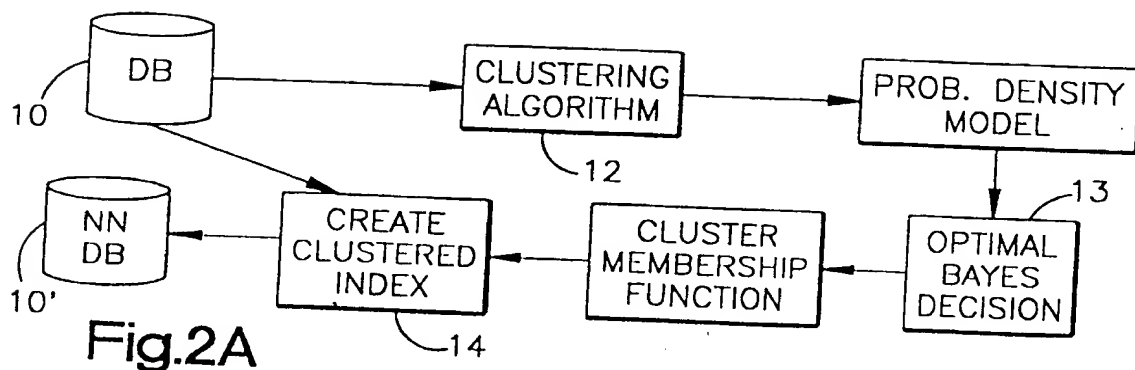 DB
10
CLUSTERING
ALGORITHM
12
PROB. DENSITY
MODEL
13
NN
DB
10'
CREATE
CLUSTERED
INDEX
14
CLUSTER
MEMBERSHIP
FUNCTION
OPTIMAL
BAYES
DECISION
Fig.2A